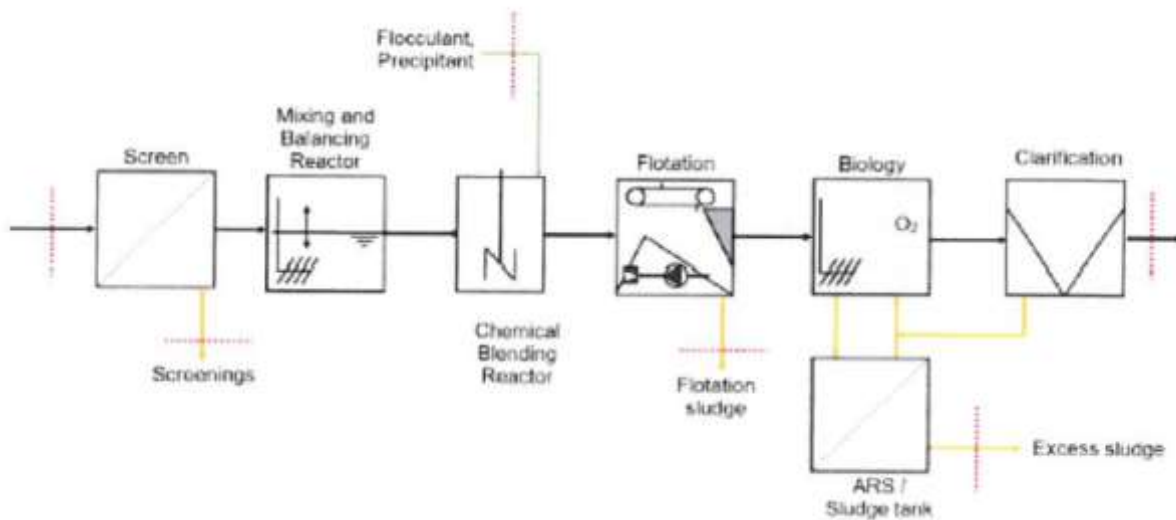 Flocculant,
Precipitant
Mixing and
Balancing
Reactor
Screen
Flotation
Biology
Clarification
O₂
Chemical
Blending
Reactor
Screenings
Flotation
sludge
Excess sludge
ARS /
Sludge tank